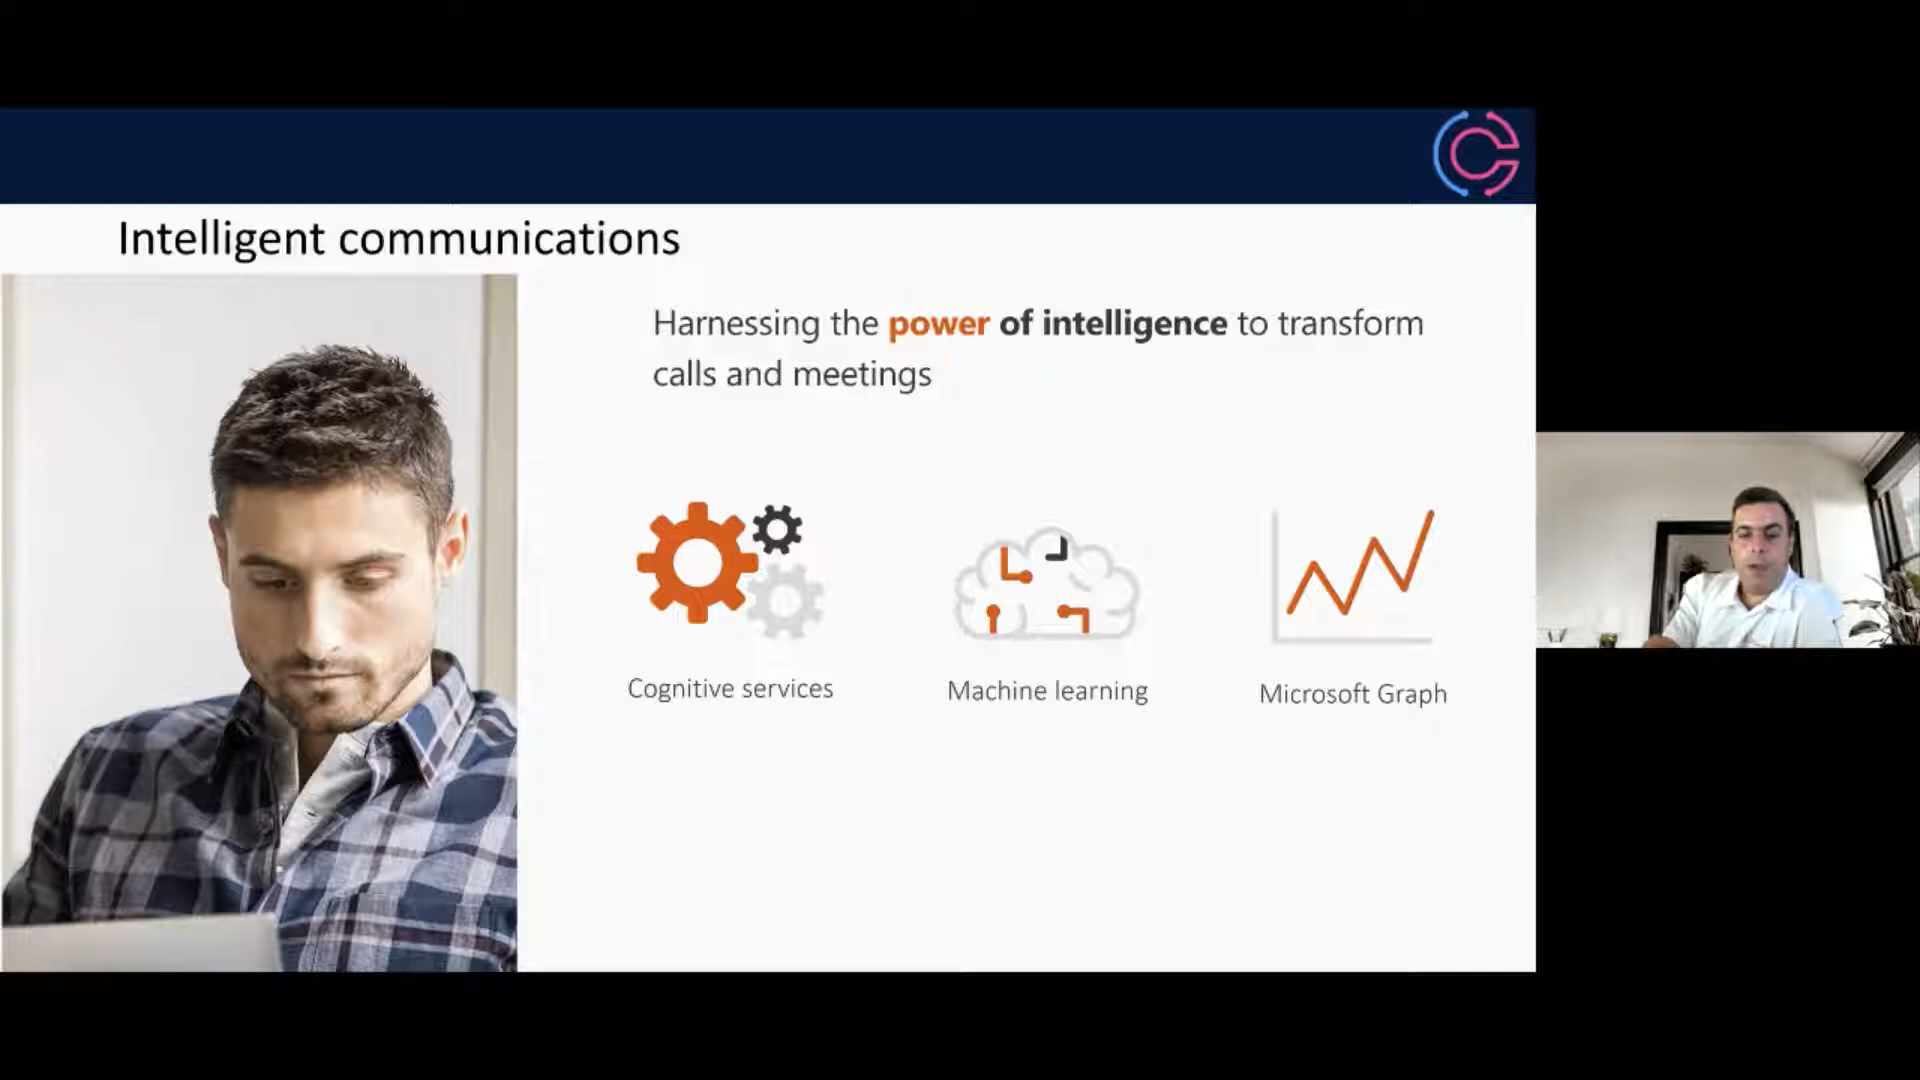 Intelligent communications
Harnessing the power of intelligence to transform
calls and meetings
Cognitive services
Machine learning
Microsoft Graph